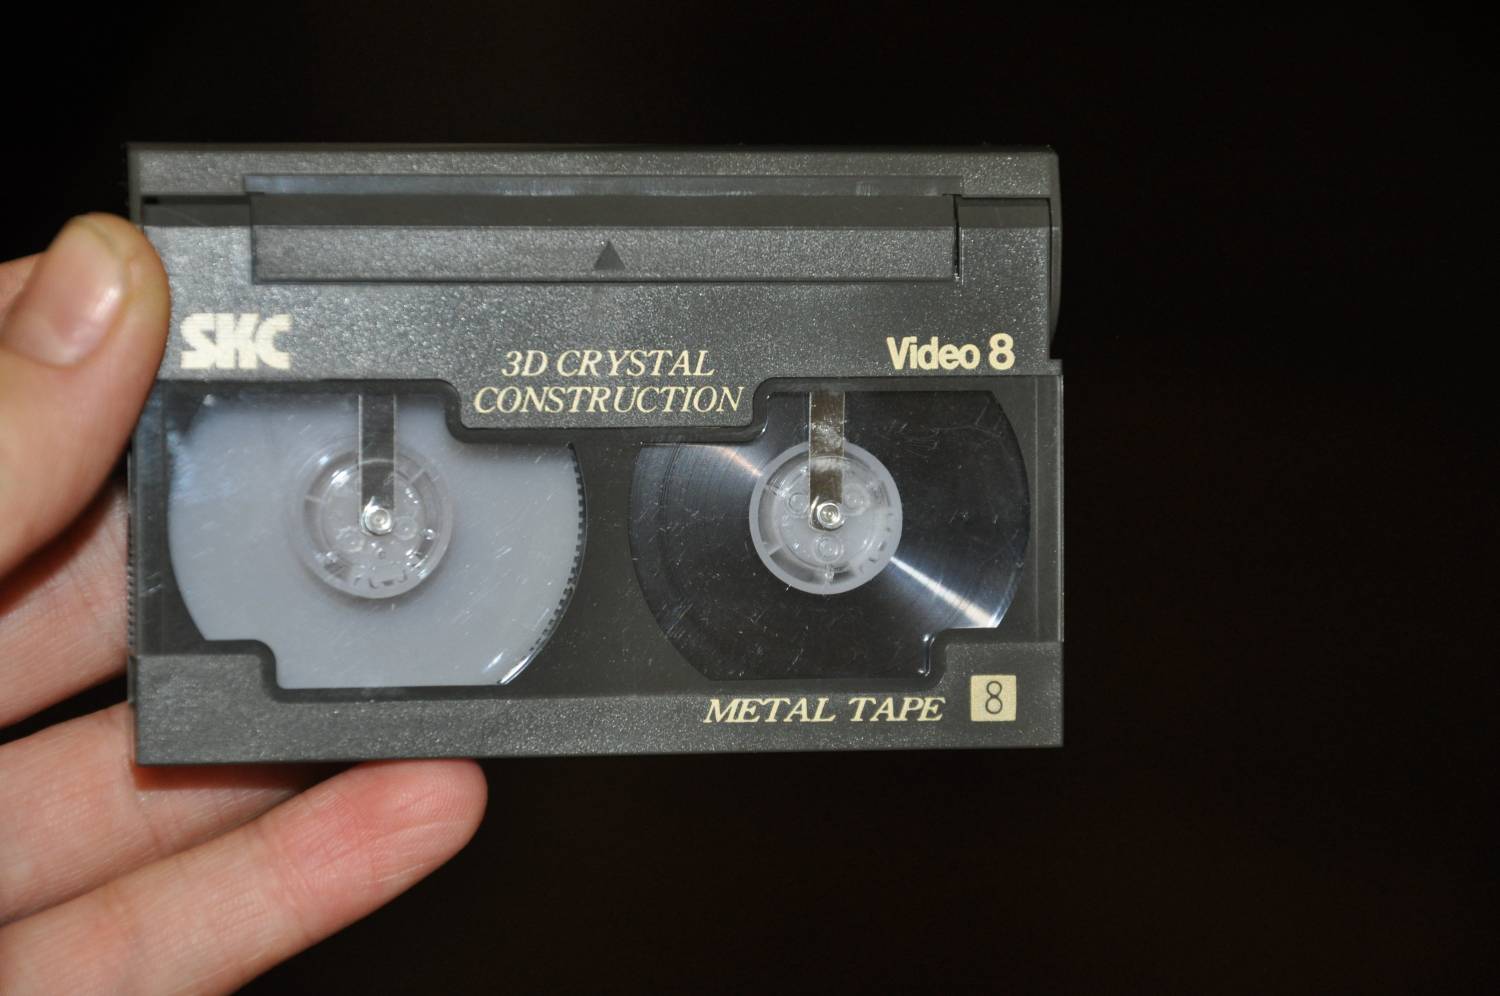 SKC
3D CRYSTAL
CONSTRUCTION
Video 8
METAL TAPE 8